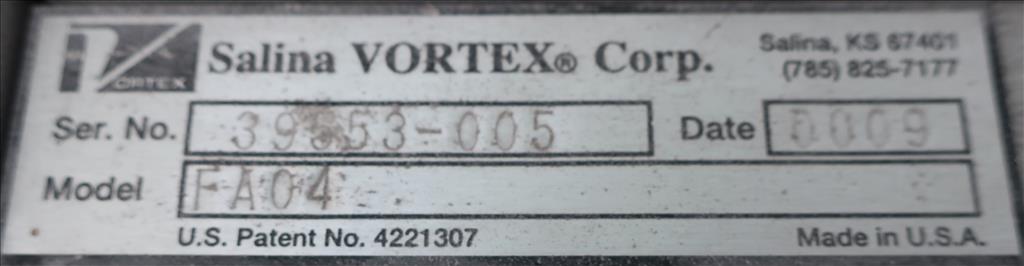 VORTEX
Salina VORTEX® Corp.
Salina, KS 67401
(785) 825-7177
Ser. No.
Date 0009
Model FA04
U.S. Patent No. 4221307
Made in U.S.A.